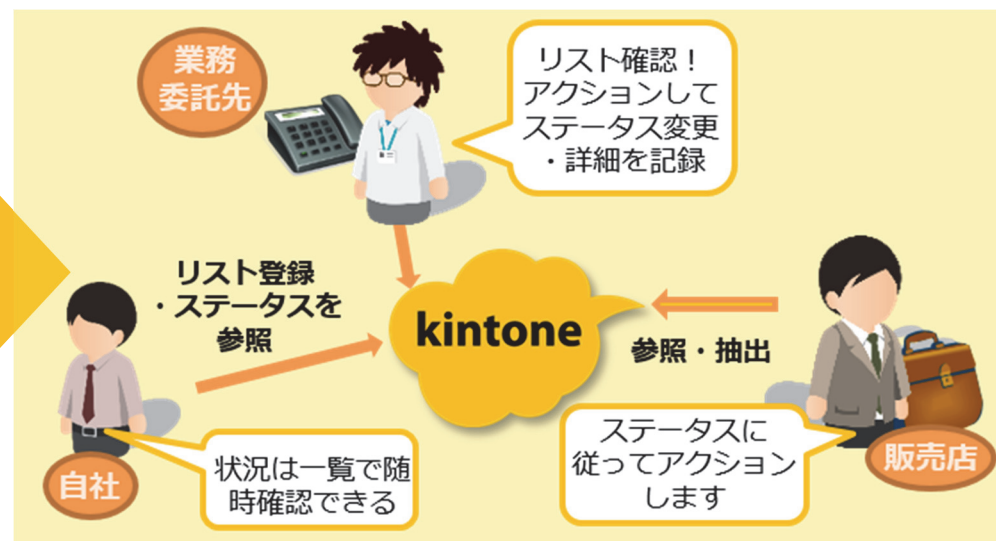 業務
委託先
リスト確認！
アクションして
ステータス変更
・詳細を記録
リスト登録
・ステータスを
参照
kintone
参照・抽出
自社
状況は一覧で随
時確認できる
ステータスに
従ってアクション
します
販売店